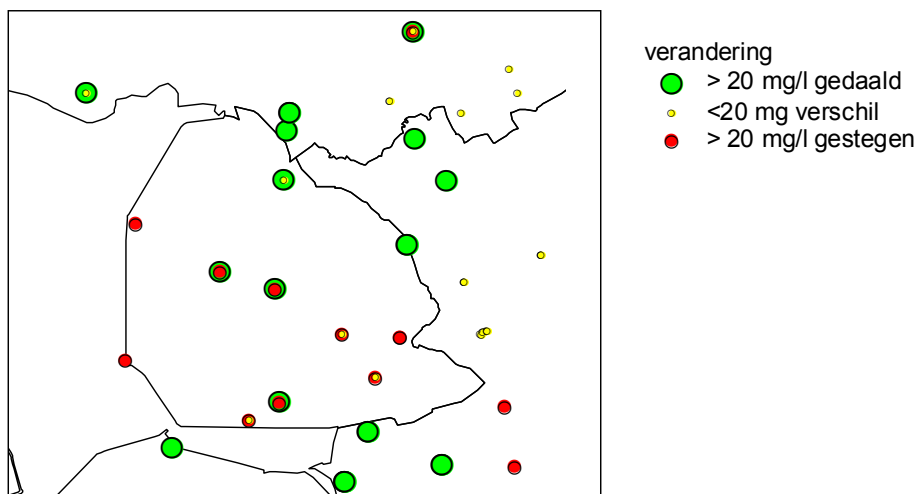 verandering
> 20 mg/l gedaald
<20 mg verschil
> 20 mg/l gestegen